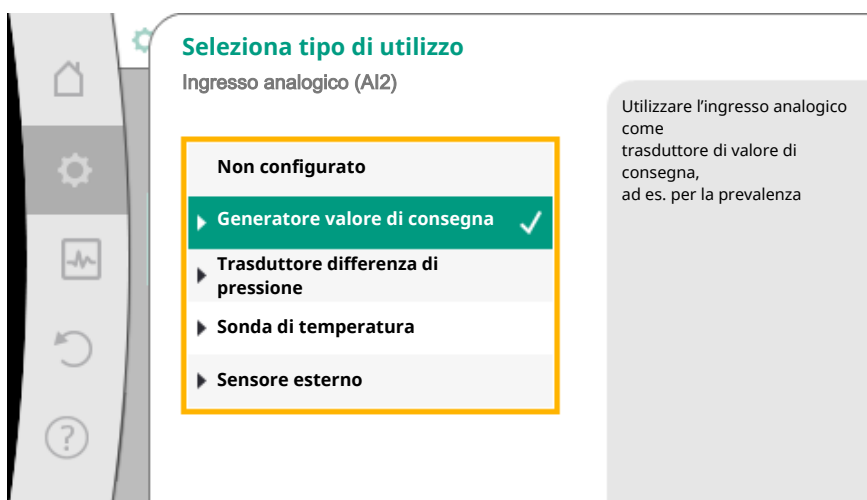 Seleziona tipo di utilizzo
Ingresso analogico (AI2)
Non configurato
Generatore valore di consegna
Trasduttore differenza di
pressione
Sonda di temperatura
Sensore esterno
Utilizzare l'ingresso analogico
come
trasduttore di valore di
consegna,
ad es. per la prevalenza
?